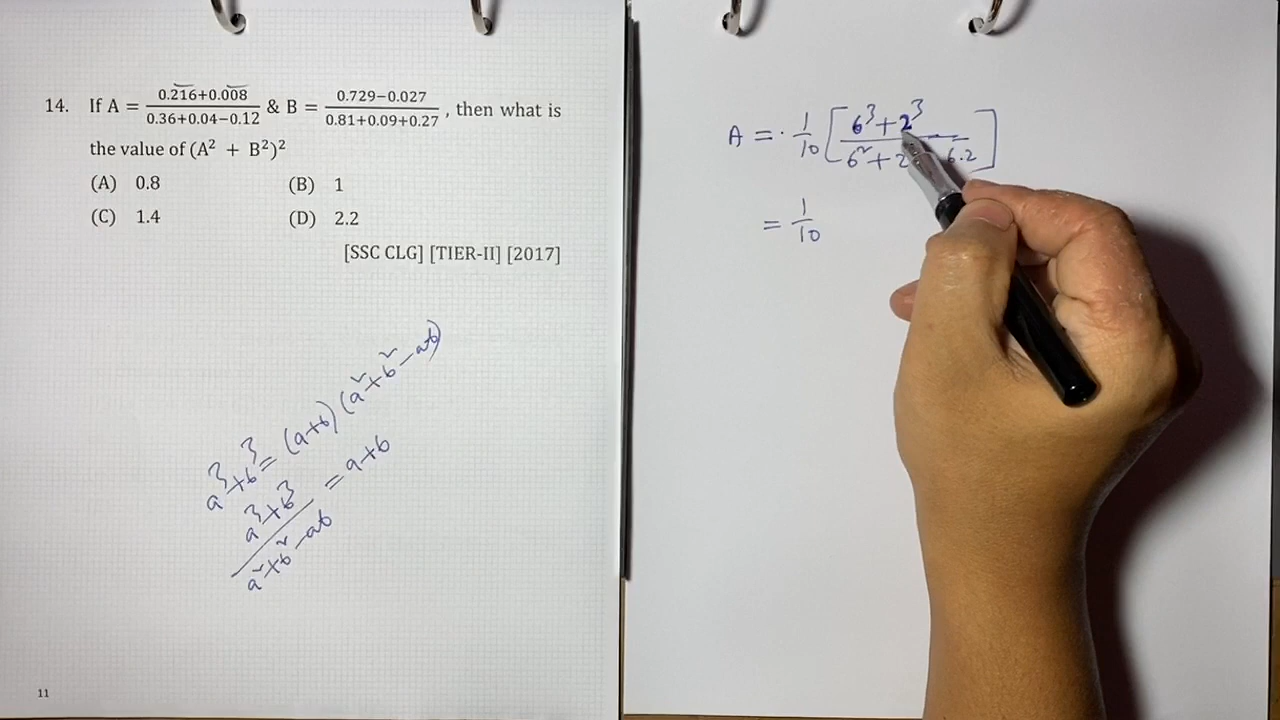 14. If A = 0.216+0.008 / 0.36+0.04−0.12 & B = 0.729−0.027 / 0.81+0.09+0.27 , then what is
the value of (A² + B²)²
(A) 0.8 (B) 1
(C) 1.4 (D) 2.2
[SSC CLG] [TIER-II] [2017]
a³+b³ = (a+b) (a²+b²−ab)
a³+b³ / a²+b²−ab = a+b
11
A = · 1/10 [ 6³+2³ / 6²+2 6.2 ]
= 1/10